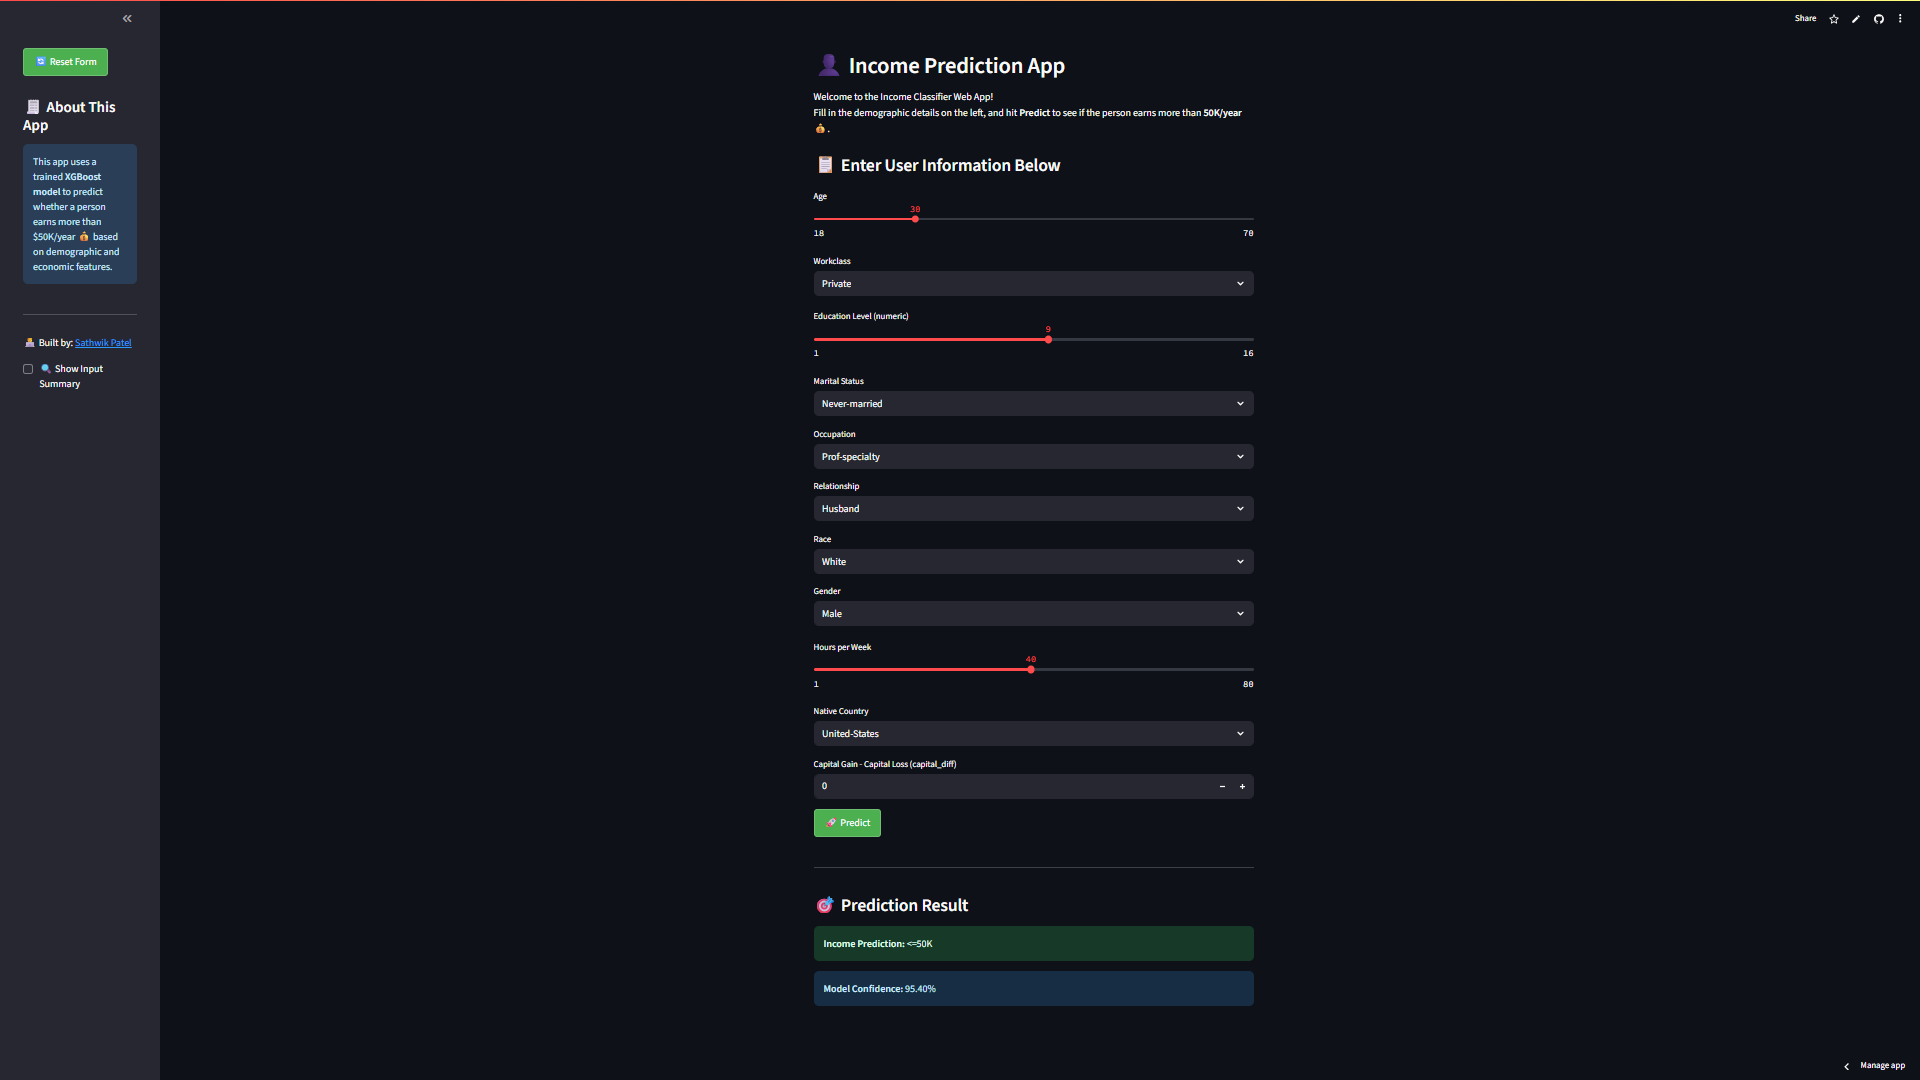 Share
Reset Form
About This
App
This app uses a
trained XGBoost
model to predict
whether a person
earns more than
$50K/year 💰 based
on demographic and
economic features.
Built by: Sathwik Patel
Show Input
Summary
Income Prediction App
Welcome to the Income Classifier Web App!
Fill in the demographic details on the left, and hit Predict to see if the person earns more than 50K/year
💰 .
Enter User Information Below
Age
30
18 70
Workclass
Private
Education Level (numeric)
9
1 16
Marital Status
Never-married
Occupation
Prof-specialty
Relationship
Husband
Race
White
Gender
Male
Hours per Week
40
1 80
Native Country
United-States
Capital Gain - Capital Loss (capital_diff)
0
Predict
Prediction Result
Income Prediction: <=50K
Model Confidence: 95.40%
Manage app